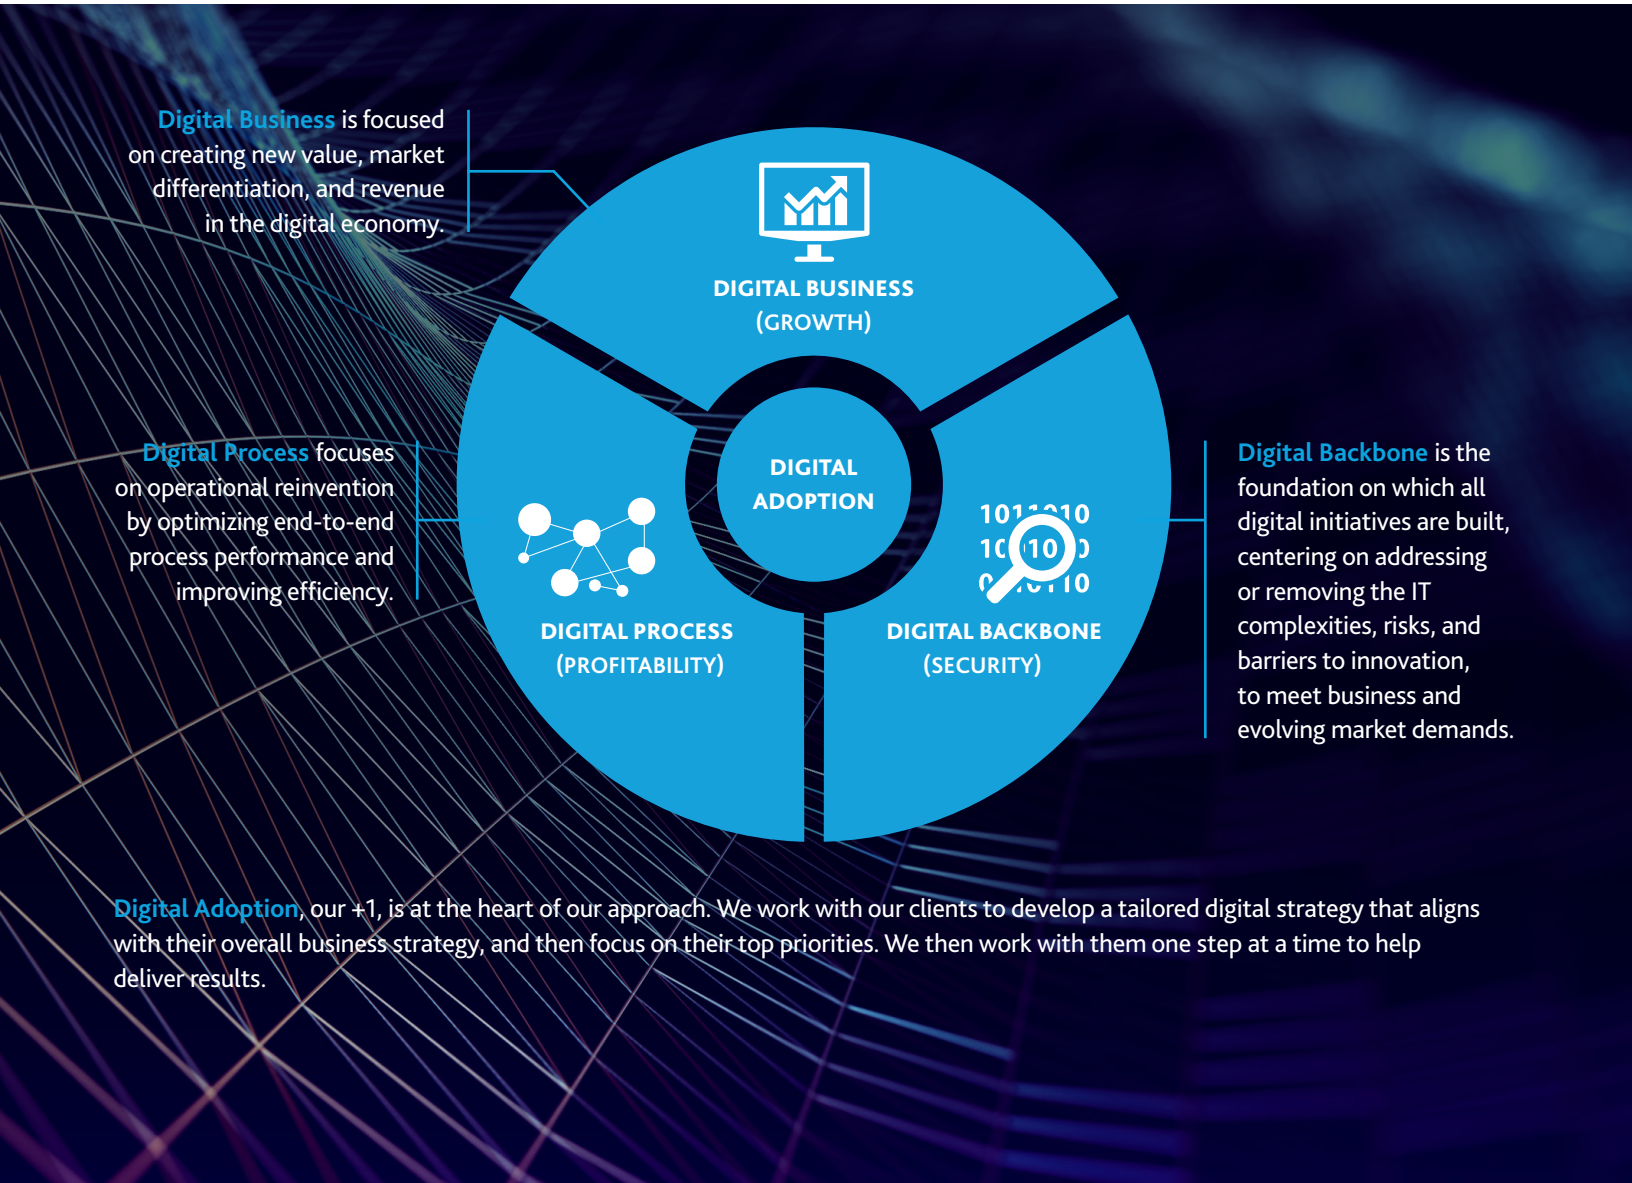 Digital Business is focused
on creating new value, market
differentiation, and revenue
in the digital economy.
DIGITAL BUSINESS
(GROWTH)
Digital Process focuses
on operational reinvention
by optimizing end-to-end
process performance and
improving efficiency.
DIGITAL
ADOPTION
DIGITAL PROCESS
(PROFITABILITY)
DIGITAL BACKBONE
(SECURITY)
Digital Backbone is the
foundation on which all
digital initiatives are built,
centering on addressing
or removing the IT
complexities, risks, and
barriers to innovation,
to meet business and
evolving market demands.
Digital Adoption, our +1, is at the heart of our approach. We work with our clients to develop a tailored digital strategy that aligns
with their overall business strategy, and then focus on their top priorities. We then work with them one step at a time to help
deliver results.